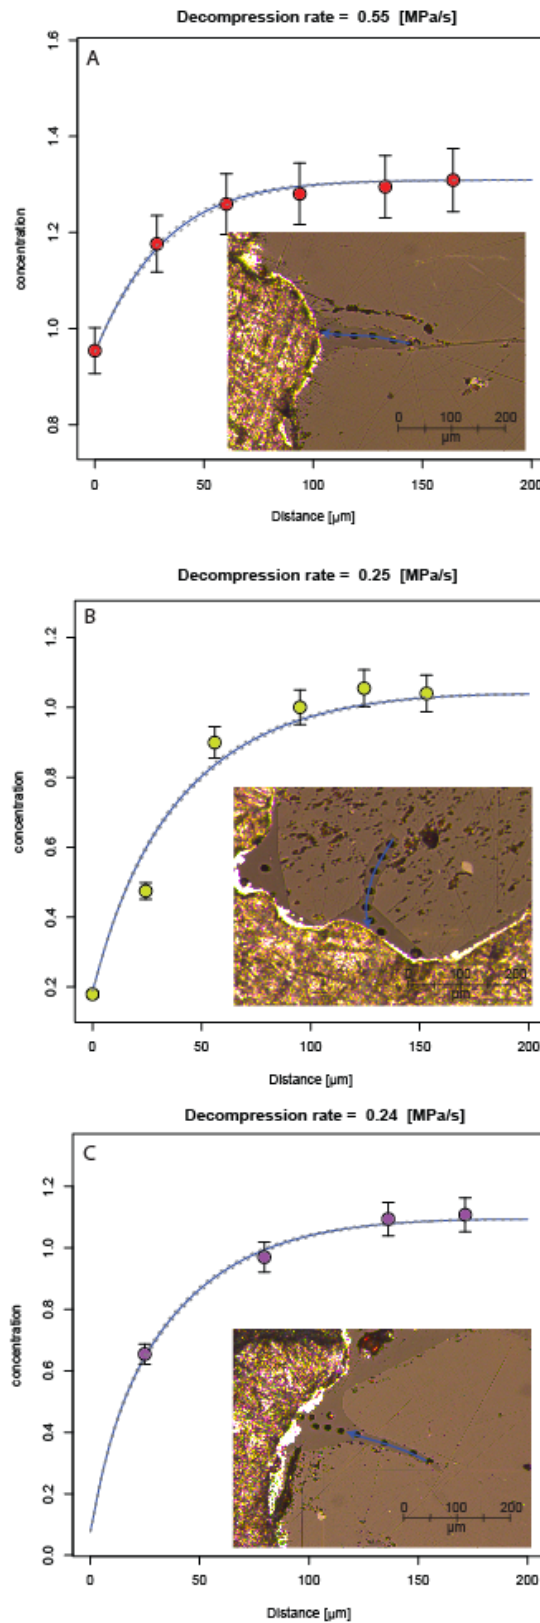 Decompression rate = 0.55 [MPa/s]
A
1.6
1.4
1.2
1.0
0.8
concentration
0 100 200
µm
0 50 100 150 200
Distance [µm]
Decompression rate = 0.25 [MPa/s]
B
1.2
1.0
0.8
0.6
0.4
0.2
concentration
0 100 200
µm
0 50 100 150 200
Distance [µm]
Decompression rate = 0.24 [MPa/s]
C
1.2
1.0
0.8
0.6
0.4
0.2
0.0
concentration
0 100 200
µm
0 50 100 150 200
Distance [µm]